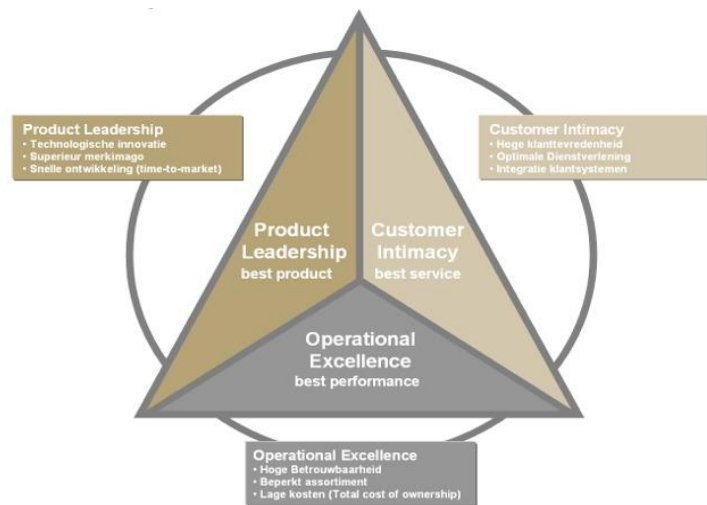 Product Leadership
• Technologische innovatie
• Superieur merkimago
• Snelle ontwikkeling (time-to-market)
Customer Intimacy
• Hoge klanttevredenheid
• Optimale Dienstverlening
• Integratie klantsystemen
Product
Leadership
best product
Customer
Intimacy
best service
Operational
Excellence
best performance
Operational Excellence
• Hoge Betrouwbaarheid
• Beperkt assortiment
• Lage kosten (Total cost of ownership)